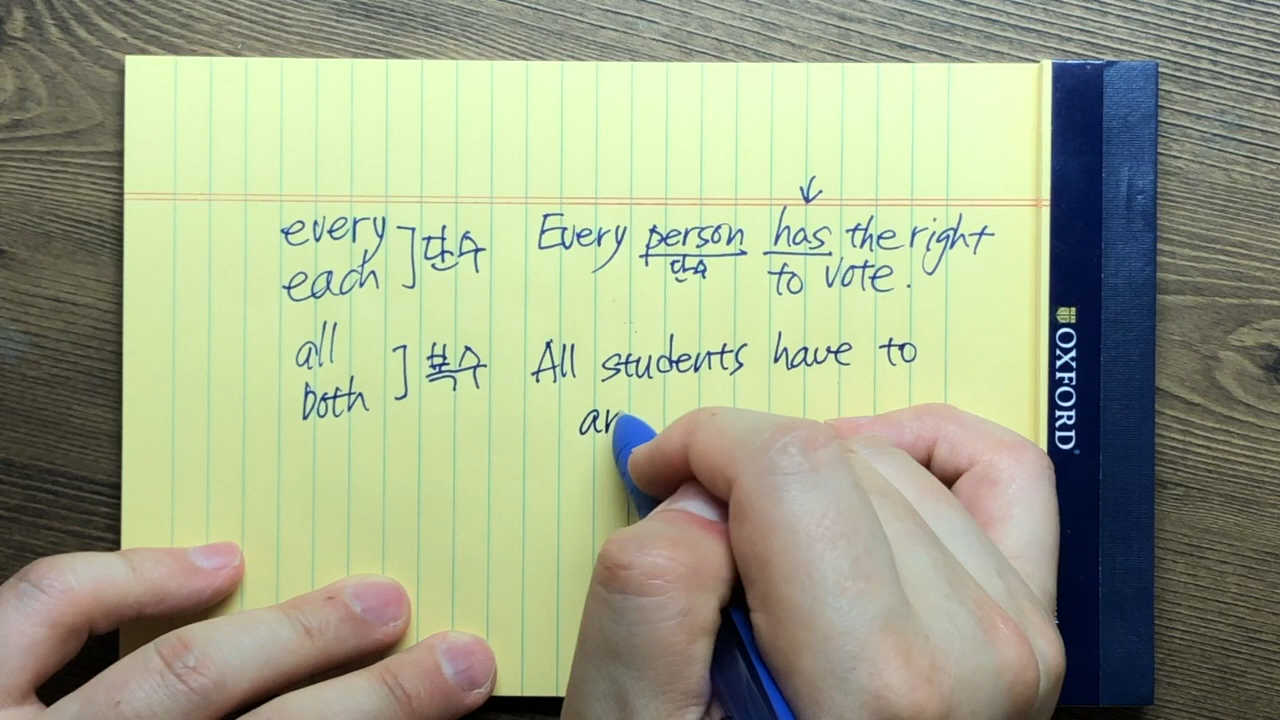 every
each
단수
Every person has the right
단수
to vote.
↓
all
both
복수
All students have to
ar
OXFORD